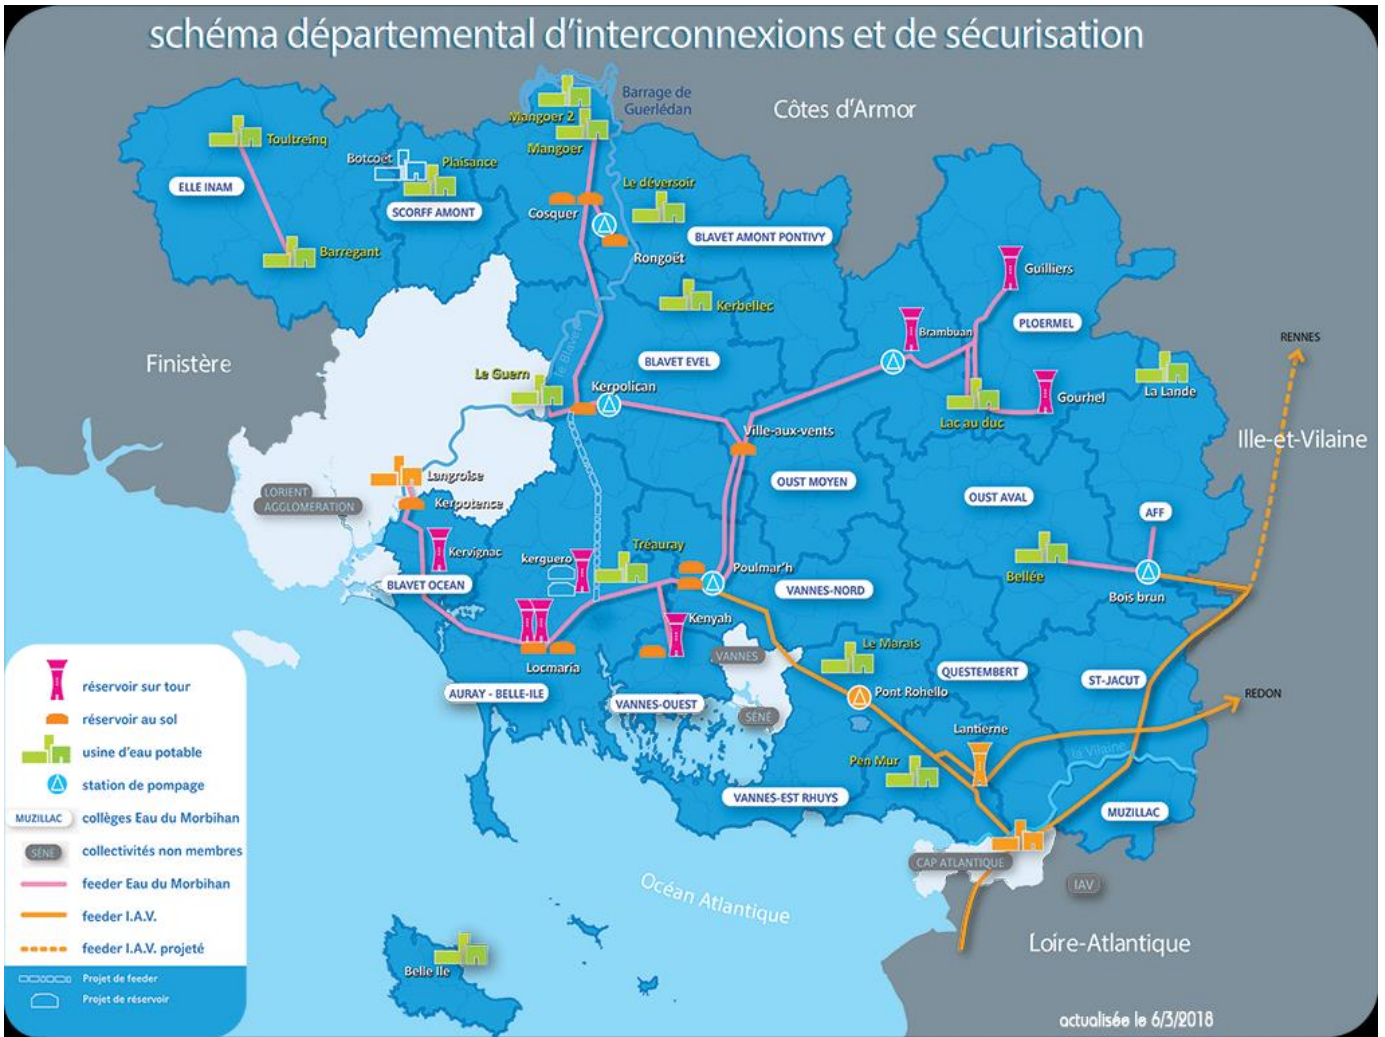 schéma départemental d'interconnexions et de sécurisation
Barrage de
Guerlédan
Côtes d'Armor
Mangoer 2
Mangoer
Toultreinq
Botcoët
Plaisance
ELLE INAM
SCORFF AMONT
Le déversoir
Cosquer
BLAVET AMONT PONTIVY
Barregant
Rongoët
Guilliers
Kerbellec
PLOERMEL
Brambuan
RENNES
Finistère
le Blavet
BLAVET EVEL
Le Guern
Kerpolican
La Lande
Gourhel
Lac au duc
Ville-aux-vents
Ille-et-Vilaine
Langroise
OUST MOYEN
LORIENT
AGGLOMERATION
Kerpotence
OUST AVAL
AFF
Kervignac
kerguero
Tréauray
Poulmar'h
Bellée
BLAVET OCEAN
VANNES-NORD
Bois brun
Kenyah
Le Marais
VANNES
Locmaria
QUESTEMBERT
ST-JACUT
AURAY - BELLE-ILE
VANNES-OUEST
Pont Rohello
REDON
SÉNÉ
Lantierne
la Vilaine
Pen Mur
VANNES-EST RHUYS
MUZILLAC
CAP ATLANTIQUE
IAV
Océan Atlantique
Loire-Atlantique
Belle Ile
réservoir sur tour
réservoir au sol
usine d'eau potable
station de pompage
MUZILLAC collèges Eau du Morbihan
SÉNÉ collectivités non membres
feeder Eau du Morbihan
feeder I.A.V.
feeder I.A.V. projeté
Projet de feeder
Projet de réservoir
actualisée le 6/3/2018